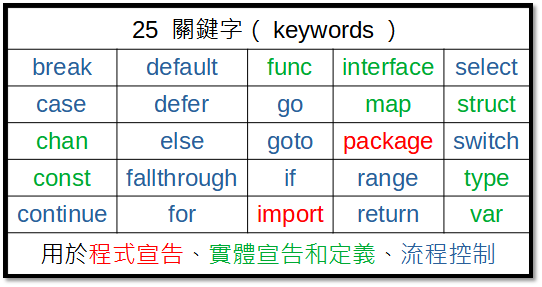 25 關鍵字( keywords )
break default func interface select
case defer go map struct
chan else goto package switch
const fallthrough if range type
continue for import return var
用於程式宣告、實體宣告和定義、流程控制